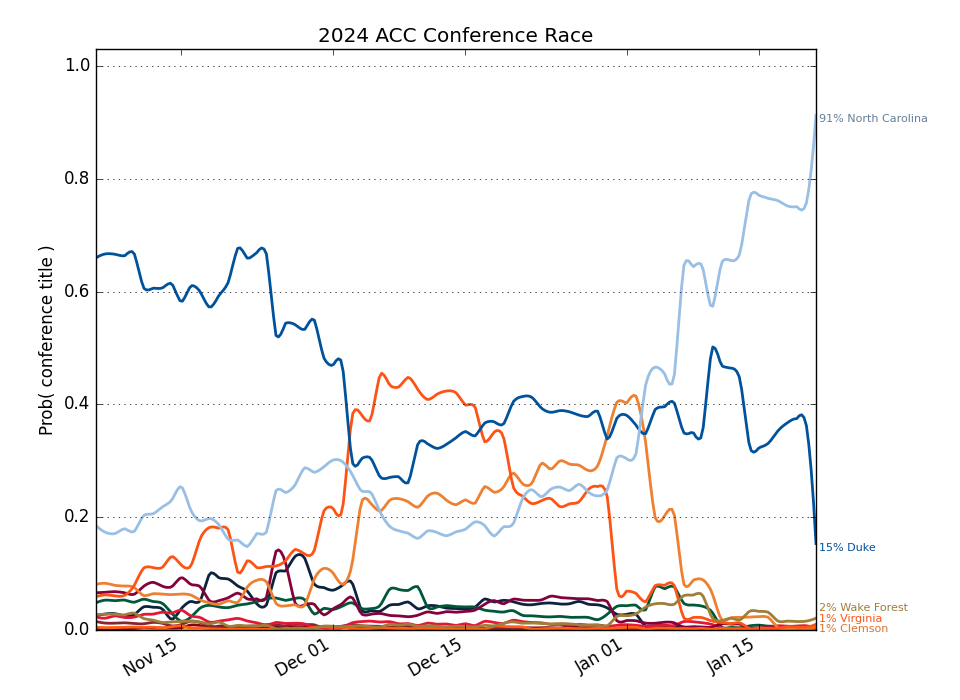 2024 ACC Conference Race
Prob( conference title )
1.0
0.8
0.6
0.4
0.2
0.0
Nov 15
Dec 01
Dec 15
Jan 01
Jan 15
91% North Carolina
15% Duke
2% Wake Forest
1% Virginia
1% Clemson